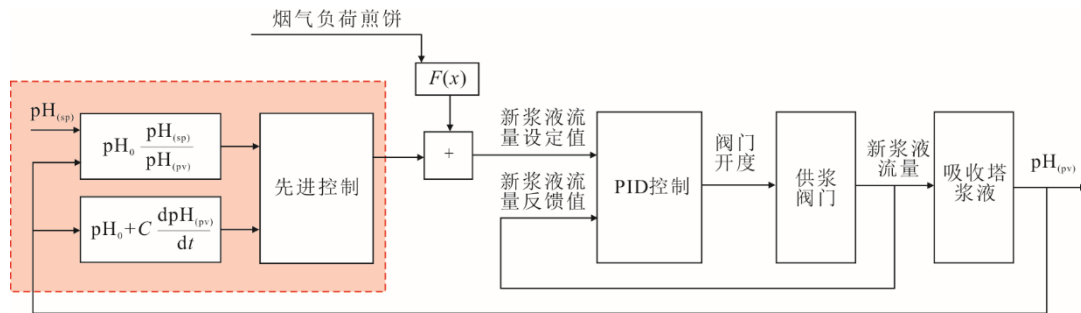 烟气负荷煎饼
F(x)
pH(sp)
pH₀ pH(sp)/pH(pv)
pH₀+C dpH(pv)/dt
先进控制
+
新浆液流
量设定值
新浆液流
量反馈值
PID控制
阀门
开度
供浆
阀门
新浆液
流量
吸收塔
浆液
pH(pv)